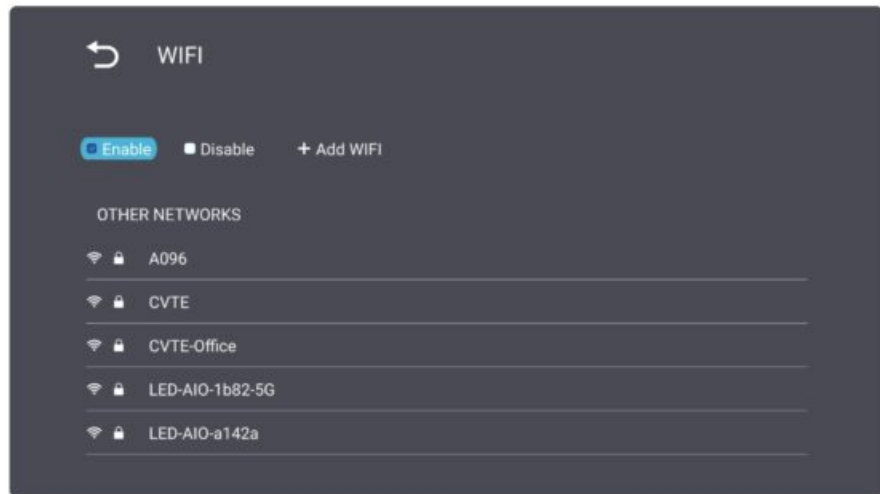 WIFI
Enable Disable + Add WIFI
OTHER NETWORKS
A096
CVTE
CVTE-Office
LED-AIO-1b82-5G
LED-AIO-a142a